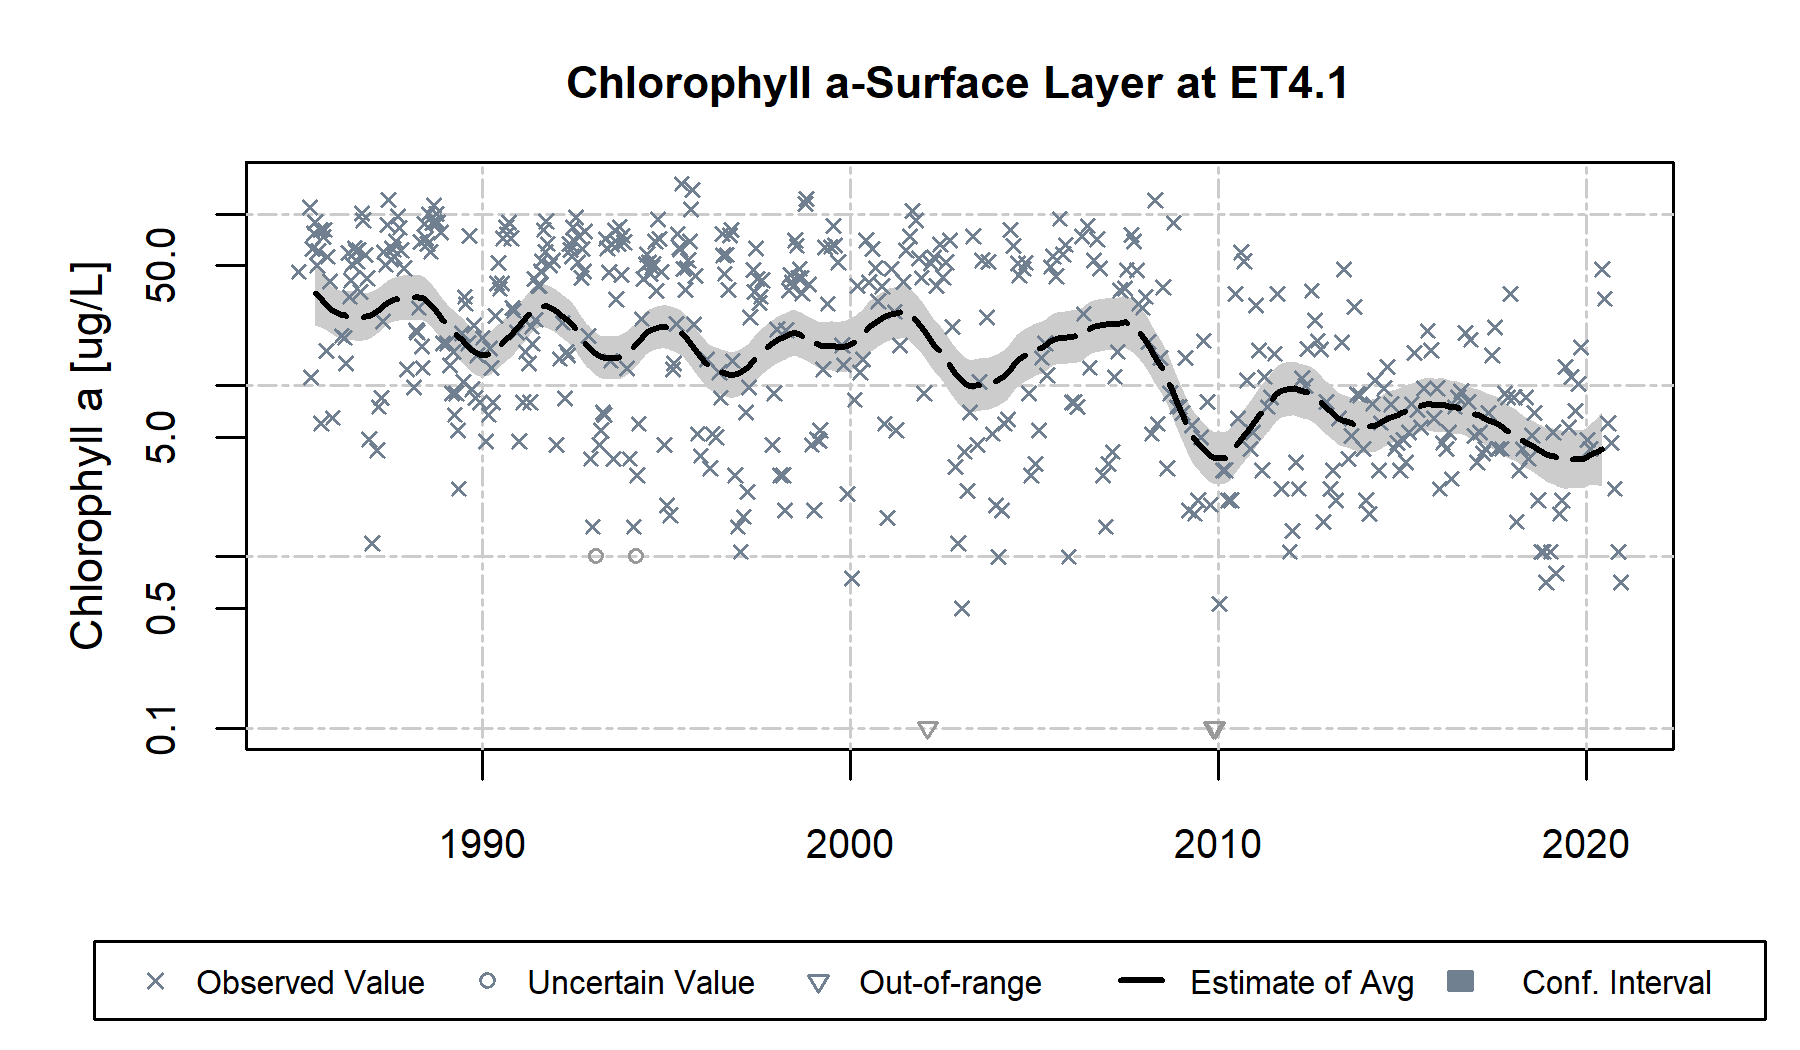 Chlorophyll a-Surface Layer at ET4.1
Chlorophyll a [ug/L]
50.0
5.0
0.5
0.1
1990 2000 2010 2020
Observed Value Uncertain Value Out-of-range Estimate of Avg Conf. Interval